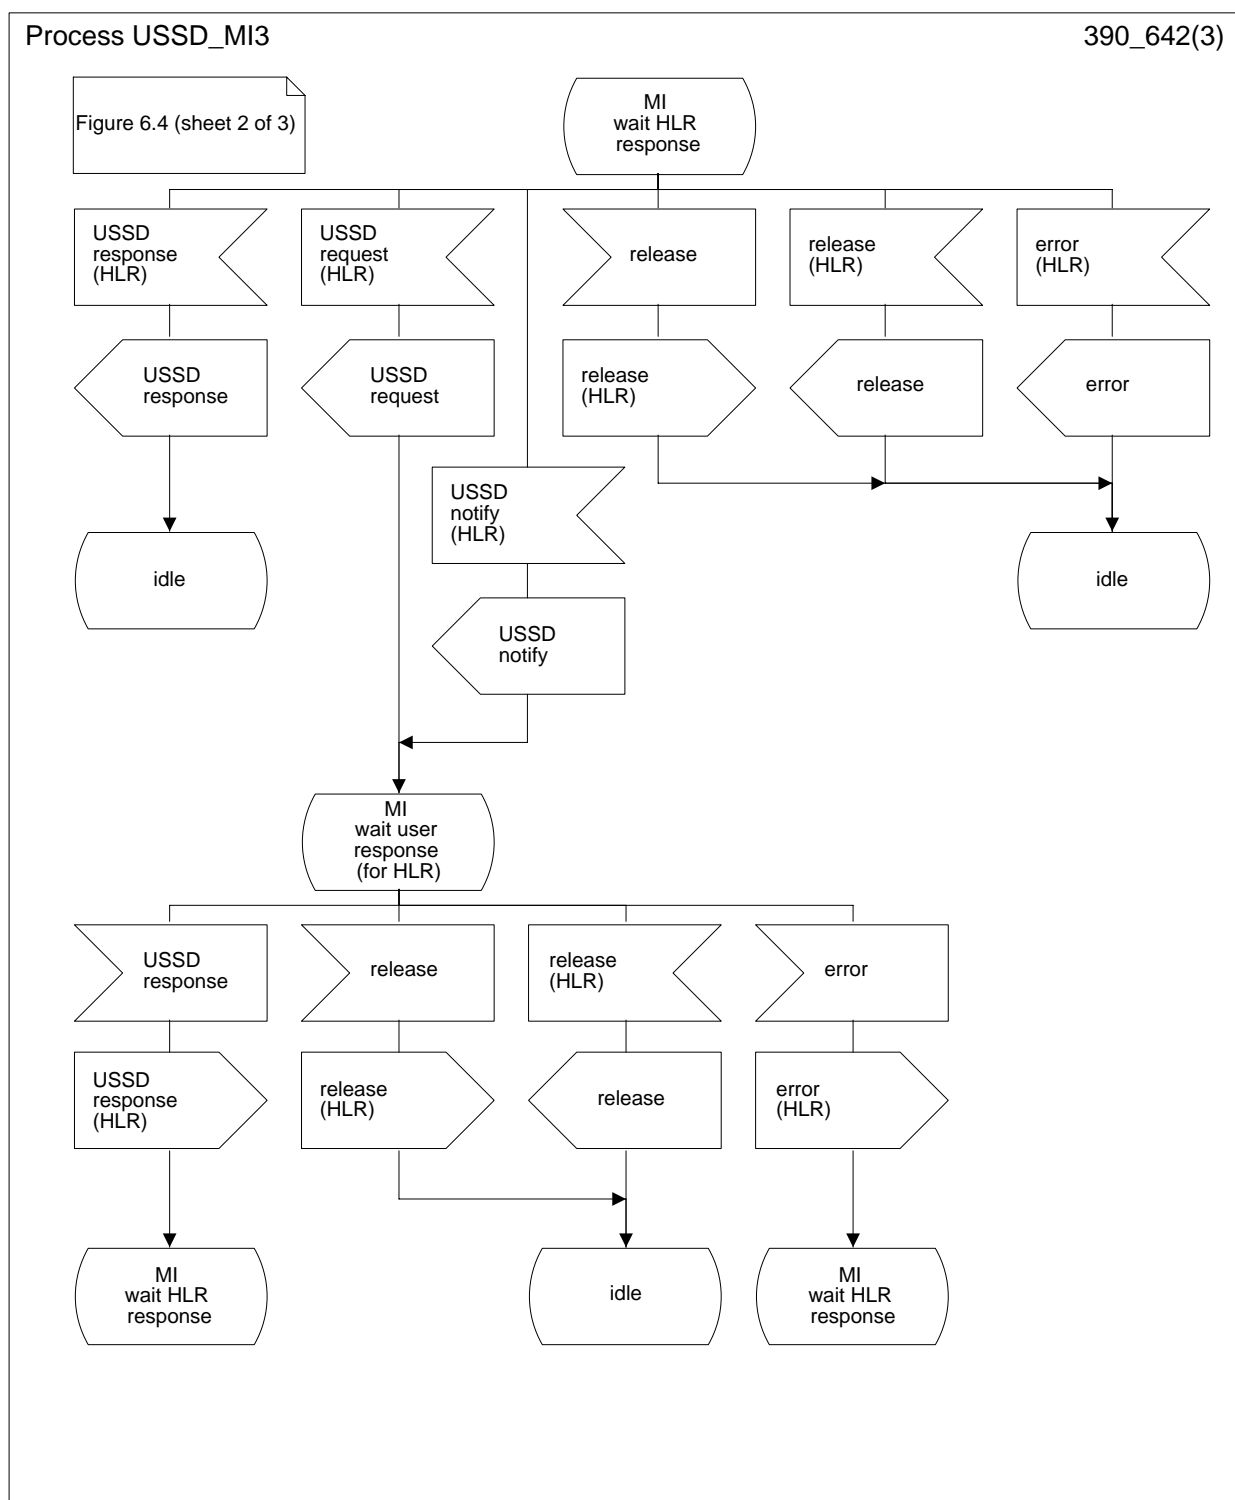 Process USSD_MI3
390_642(3)
Figure 6.4 (sheet 2 of 3)
MI
wait HLR
response
USSD
response
(HLR)
USSD
request
(HLR)
release
release
(HLR)
error
(HLR)
USSD
response
USSD
request
release
(HLR)
release
error
USSD
notify
(HLR)
idle
idle
USSD
notify
MI
wait user
response
(for HLR)
USSD
response
release
release
(HLR)
error
USSD
response
(HLR)
release
(HLR)
release
error
(HLR)
MI
wait HLR
response
idle
MI
wait HLR
response